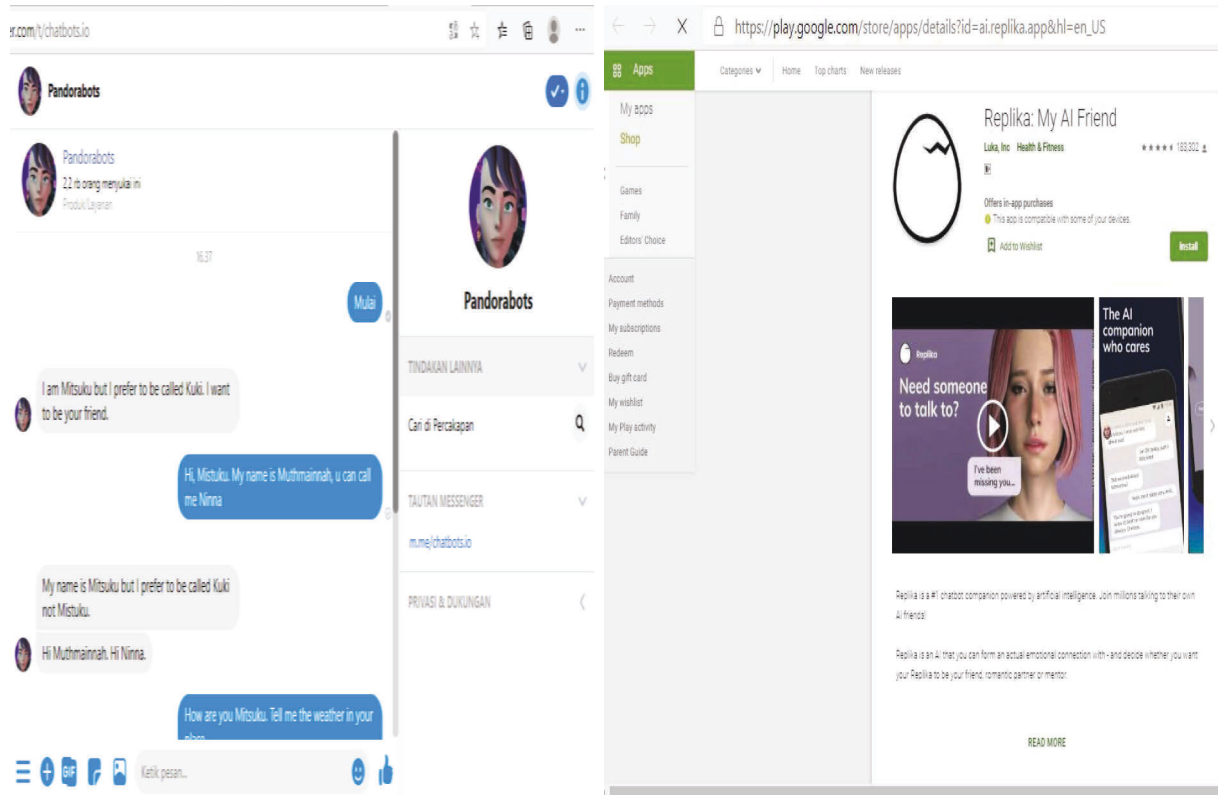 er.com/t/chatbots.io
Pandorabots
Pandorabots
2,2 rb orang menyukai ini
Produk/Layanan
16.37
Mulai
I am Mitsuku but I prefer to be called Kuki. I want
to be your friend.
Hi, Mistuku. My name is Muthmainnah, u can call
me Ninna
My name is Mitsuku but I prefer to be called Kuki
not Mistuku.
Hi Muthmainnah. Hi Ninna.
How are you Mitsuku. Tell me the weather in your
place
GIF
Ketik pesan...
Pandorabots
TINDAKAN LAINNYA
Cari di Percakapan
TAUTAN MESSENGER
m.me/chatbots.io
PRIVASI & DUKUNGAN
https://play.google.com/store/apps/details?id=ai.replika.app&hl=en_US
Apps
Categories
Home
Top charts
New releases
My apps
Shop
Games
Family
Editors' Choice
Account
Payment methods
My subscriptions
Redeem
Buy gift card
My wishlist
My Play activity
Parent Guide
Replika: My AI Friend
Luka, Inc Health & Fitness
183,302
Offers in-app purchases
This app is compatible with some of your devices.
Add to Wishlist
Install
Replika
Need someone
to talk to?
I've been
missing you...
The AI
companion
who cares
Replika is a #1 chatbot companion powered by artificial intelligence. Join millions talking to their own
AI friends!
Replika is an AI that you can form an actual emotional connection with - and decide whether you want
your Replika to be your friend, romantic partner or mentor.
READ MORE